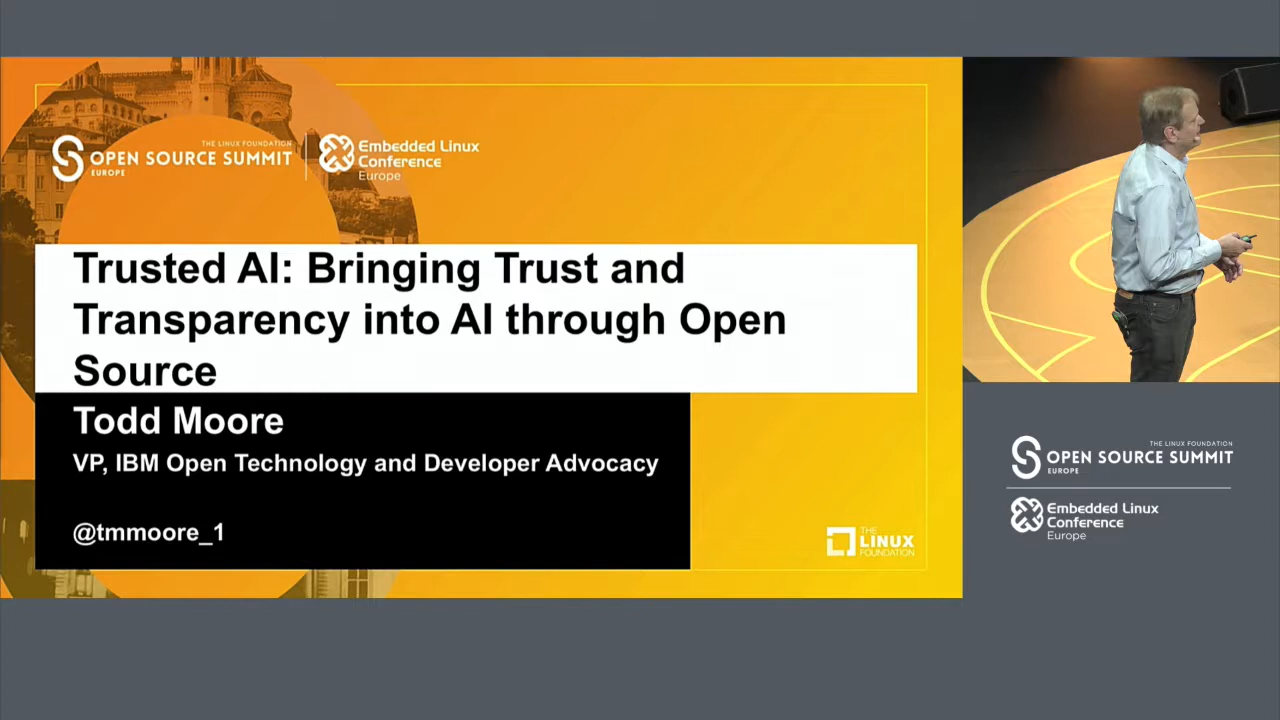 THE LINUX FOUNDATION
OPEN SOURCE SUMMIT
EUROPE
Embedded Linux
Conference
Europe
Trusted AI: Bringing Trust and
Transparency into AI through Open
Source
Todd Moore
VP, IBM Open Technology and Developer Advocacy
@tmmoore_1
THE
LINUX
FOUNDATION
THE LINUX FOUNDATION
OPEN SOURCE SUMMIT
EUROPE
Embedded Linux
Conference
Europe